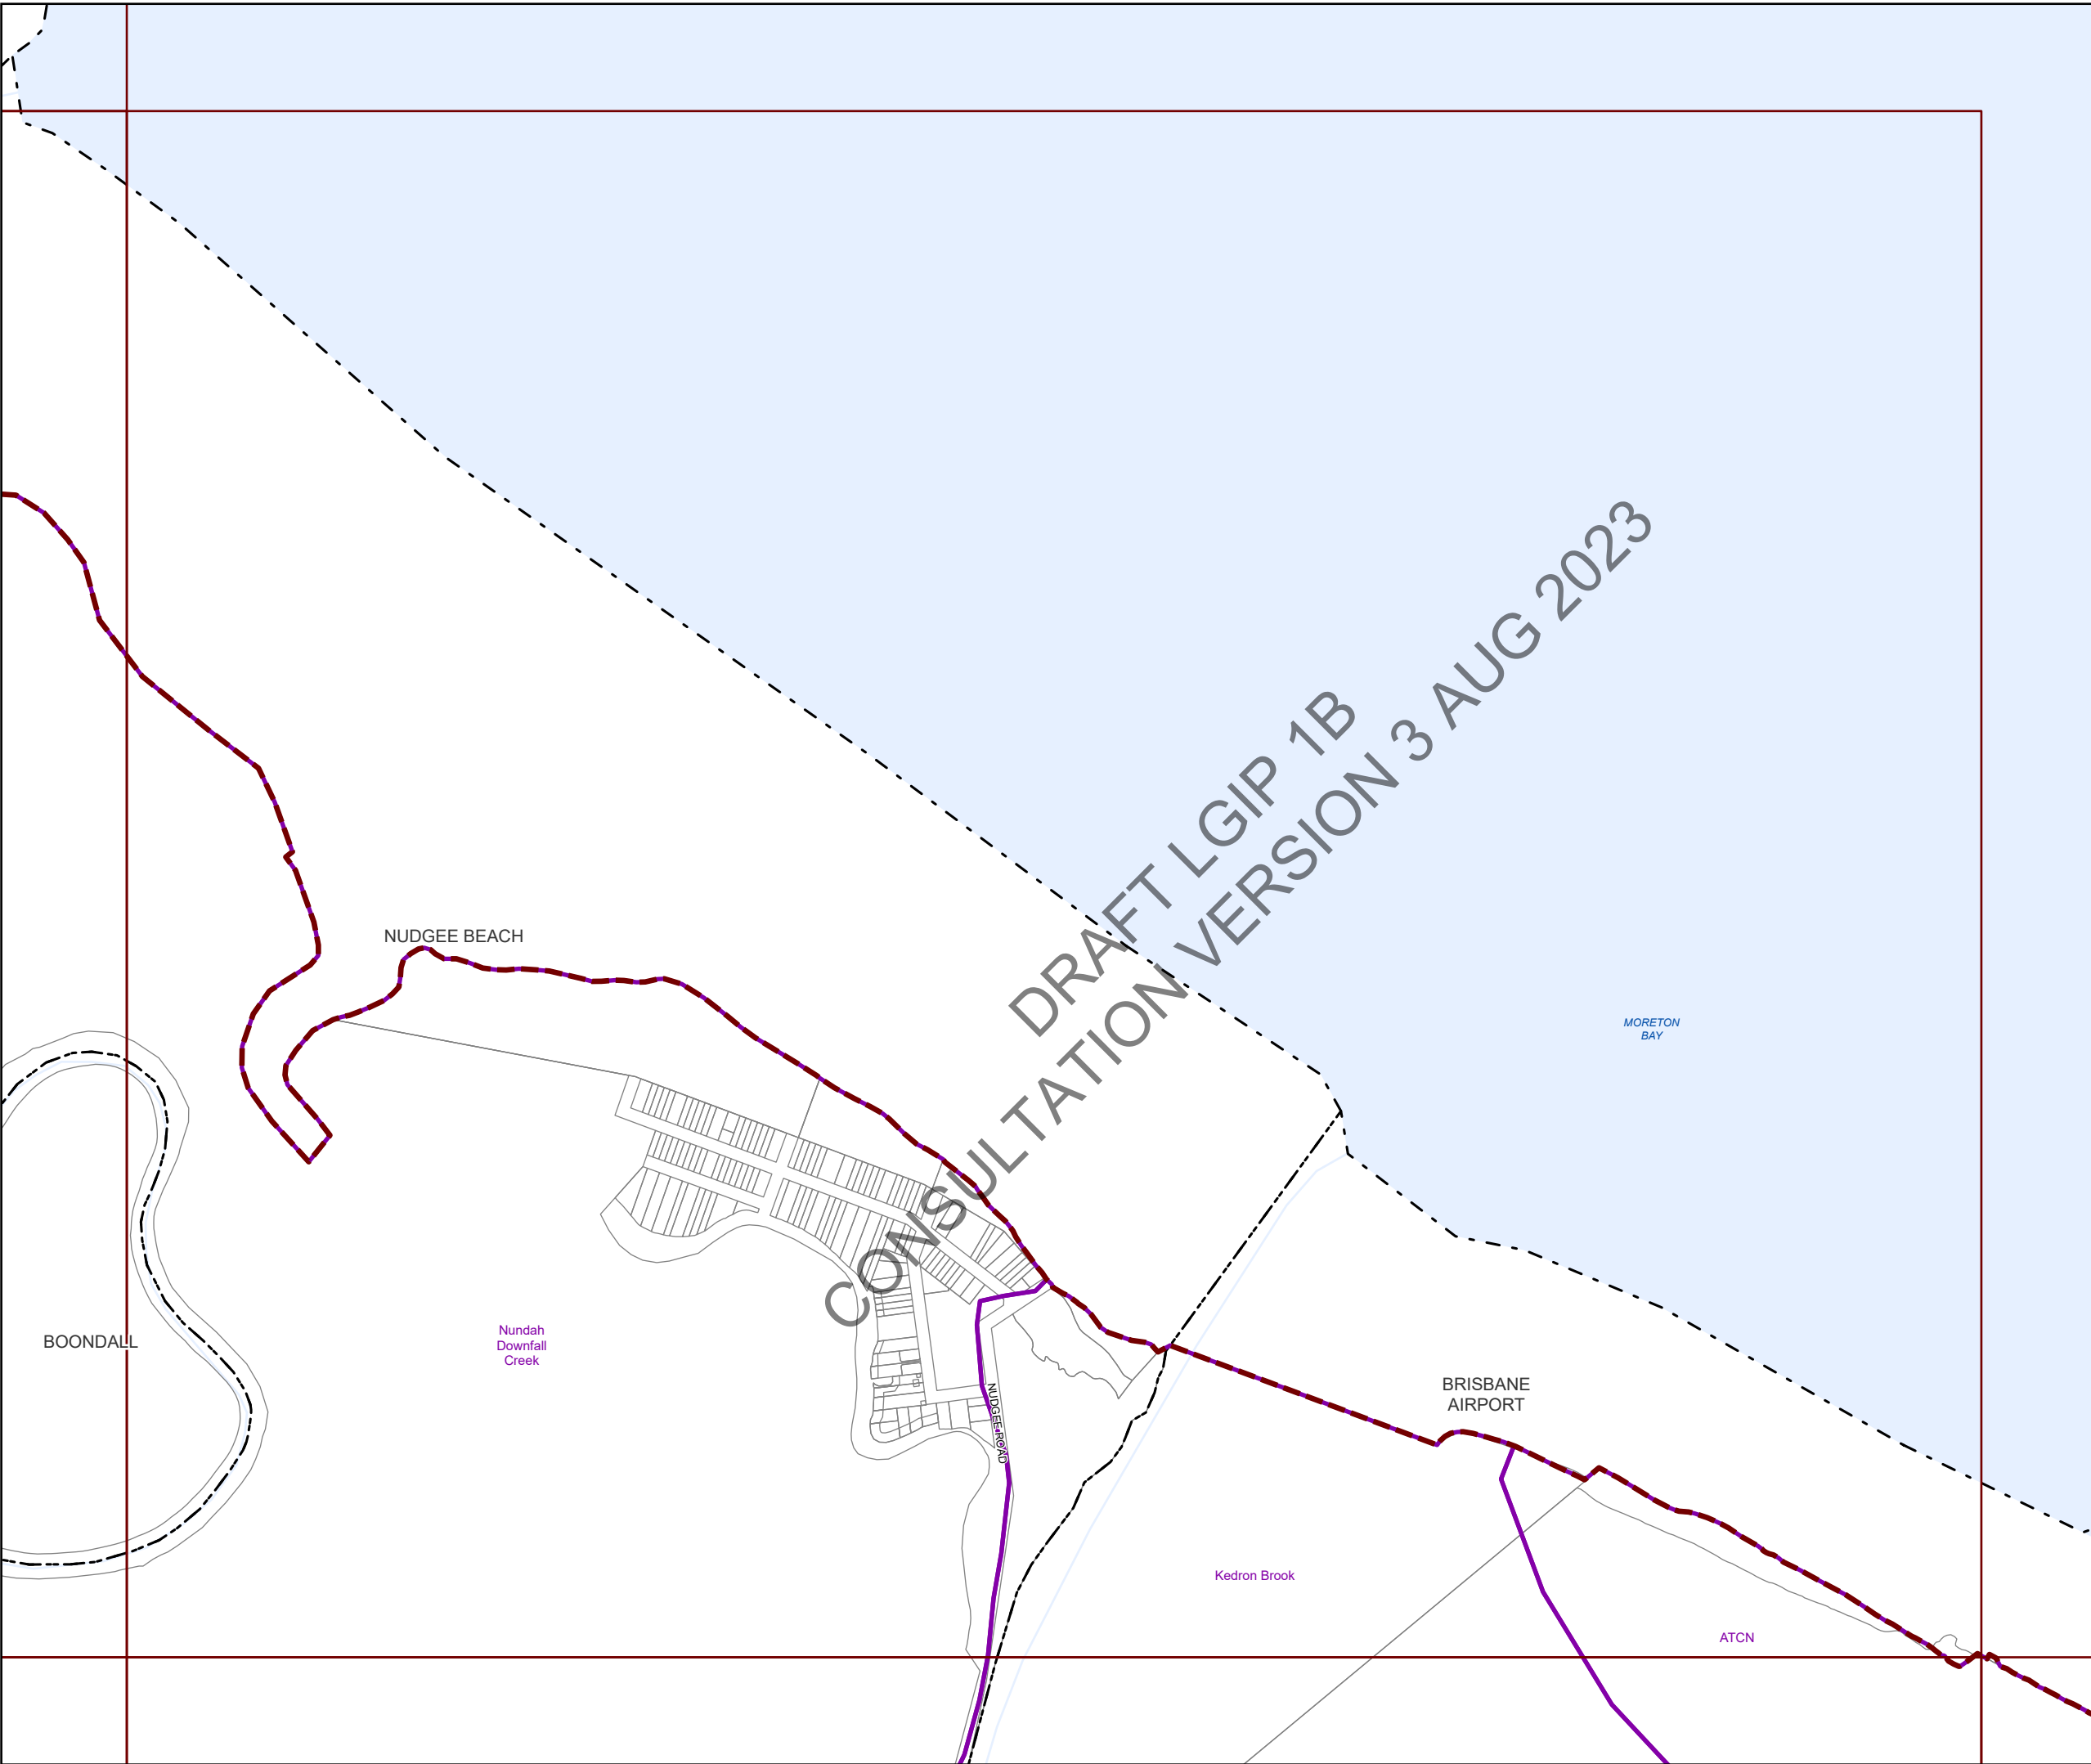 DRAFT LGIP 1B
CONSULTATION VERSION 3 AUG 2023
NUDGEE BEACH
MORETON
BAY
BOONDALL
Nundah
Downfall
Creek
NUDGEE ROAD
BRISBANE
AIRPORT
Kedron Brook
ATCN